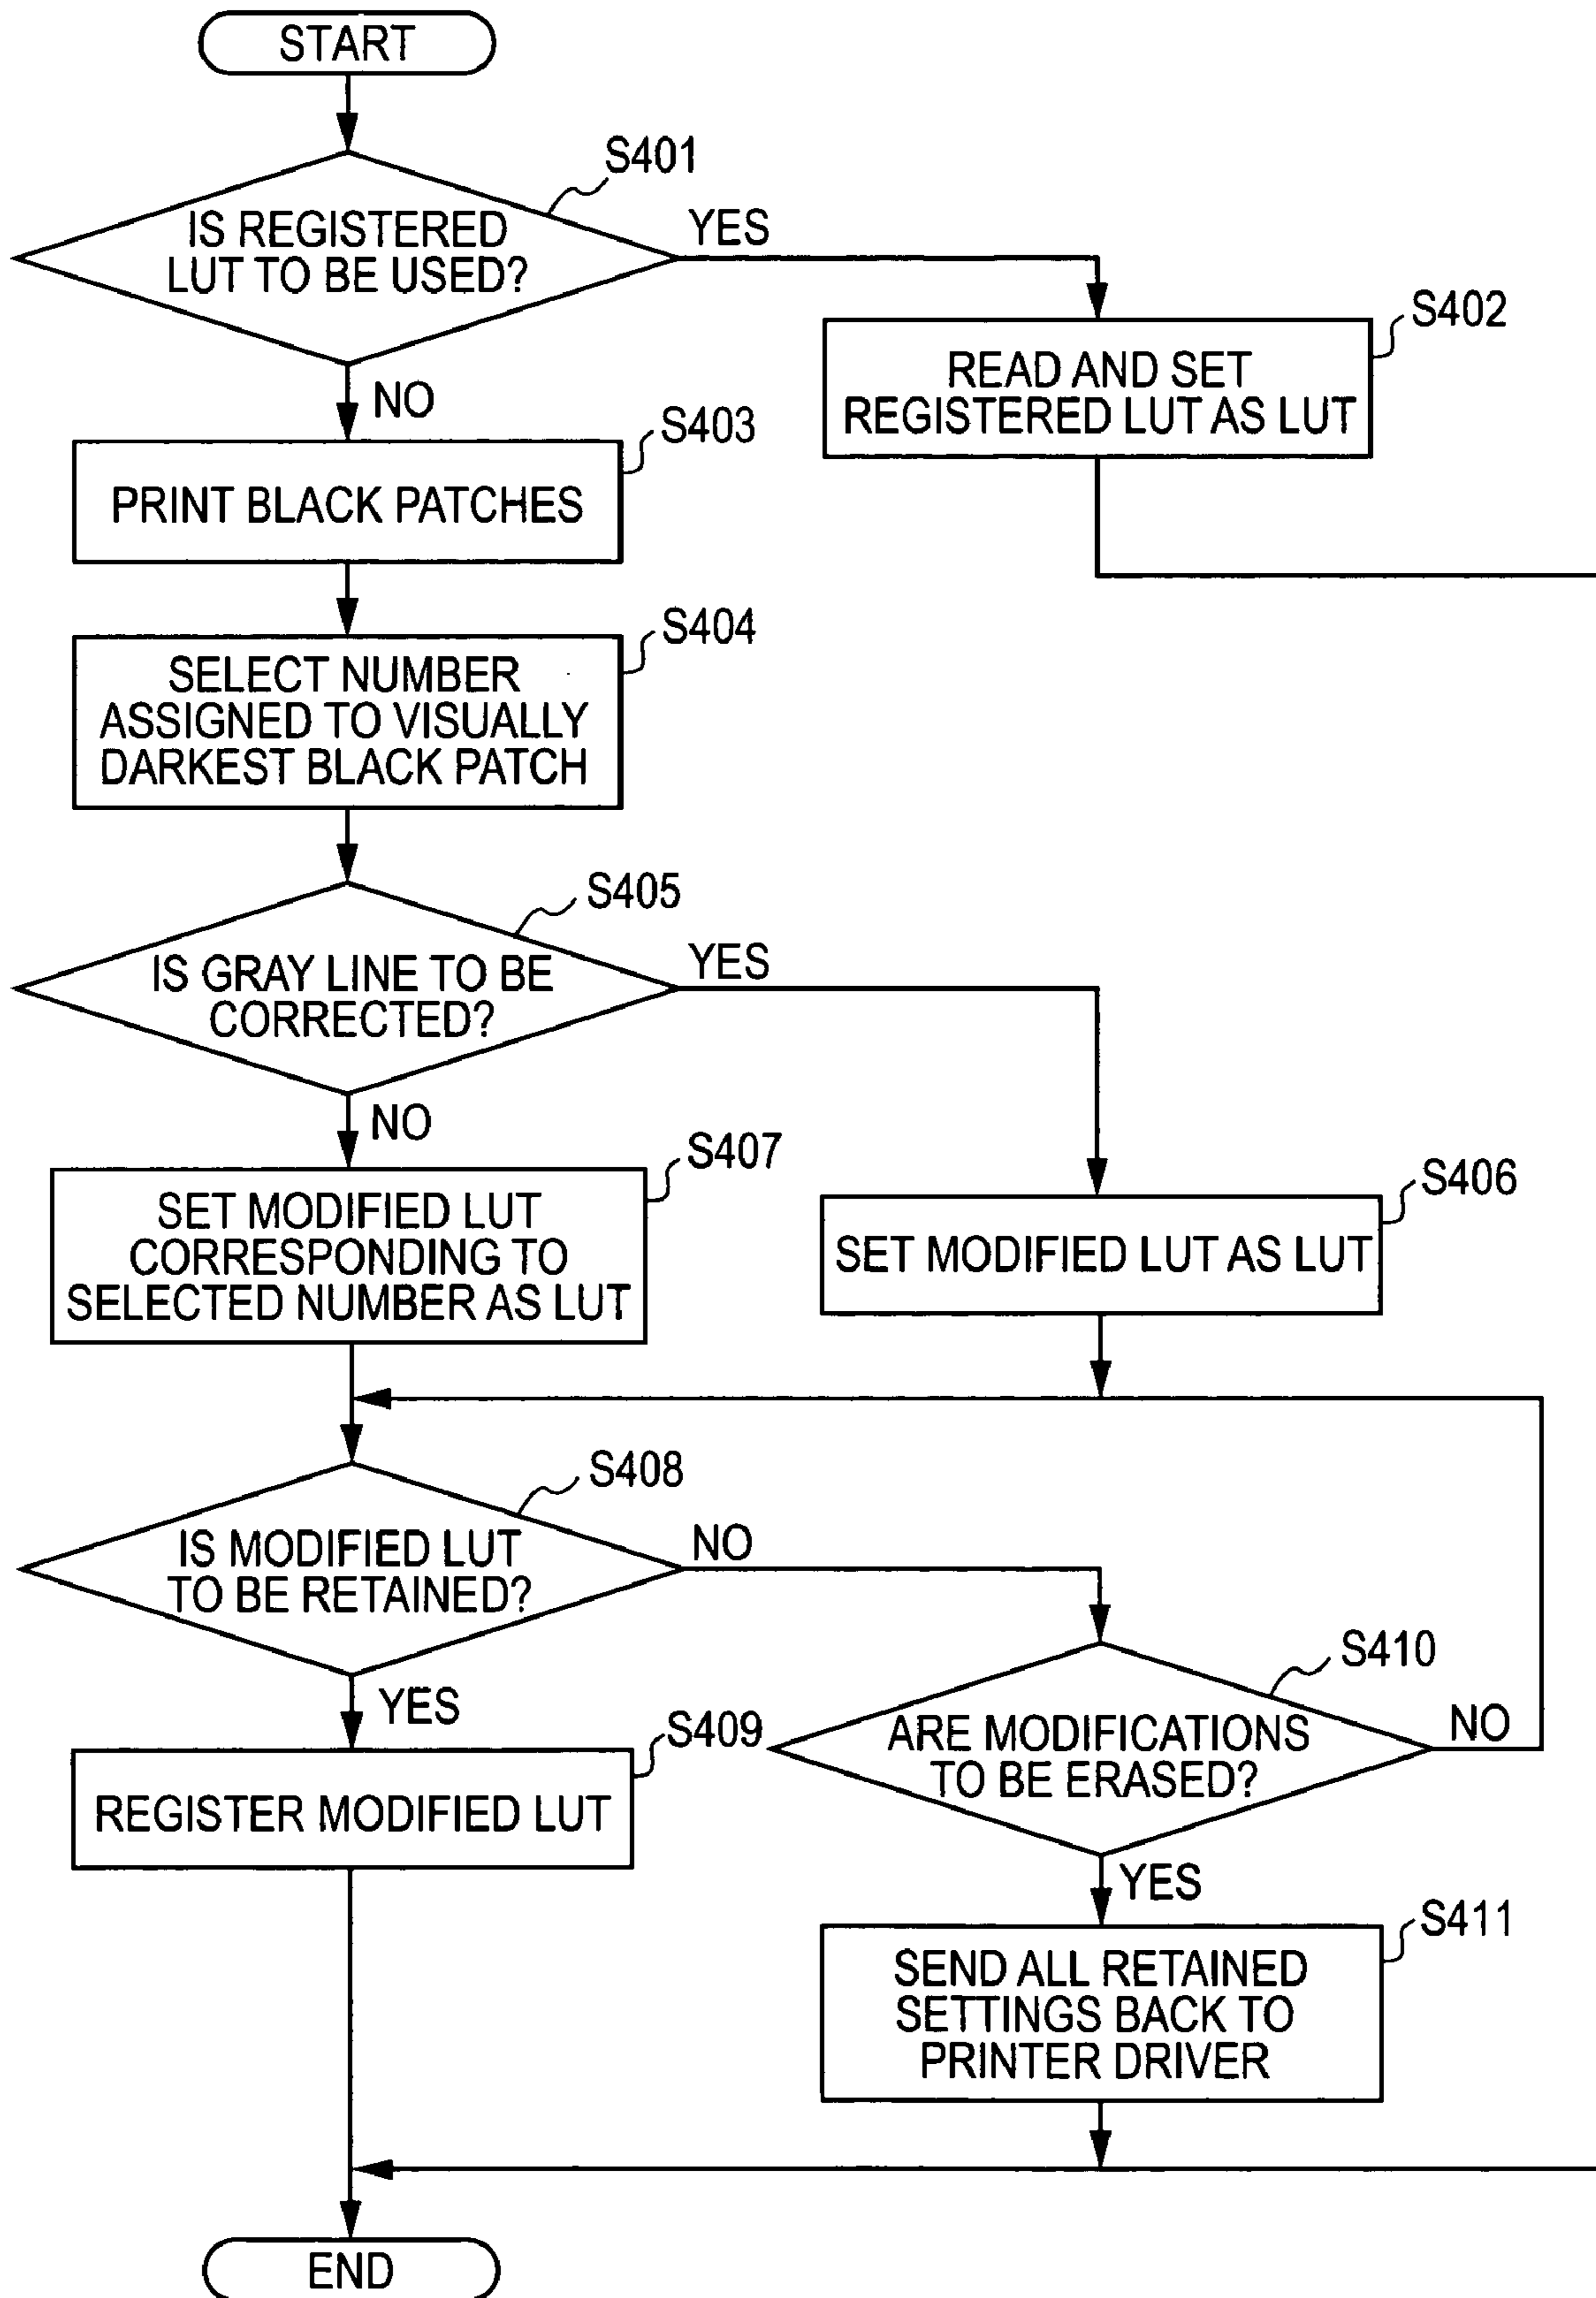 START
S401
IS REGISTERED
LUT TO BE USED?
YES
S402
READ AND SET
REGISTERED LUT AS LUT
NO
S403
PRINT BLACK PATCHES
S404
SELECT NUMBER
ASSIGNED TO VISUALLY
DARKEST BLACK PATCH
S405
IS GRAY LINE TO BE
CORRECTED?
YES
NO
S407
SET MODIFIED LUT
CORRESPONDING TO
SELECTED NUMBER AS LUT
S406
SET MODIFIED LUT AS LUT
S408
IS MODIFIED LUT
TO BE RETAINED?
NO
YES
S410
ARE MODIFICATIONS
TO BE ERASED?
NO
S409
REGISTER MODIFIED LUT
YES
S411
SEND ALL RETAINED
SETTINGS BACK TO
PRINTER DRIVER
END